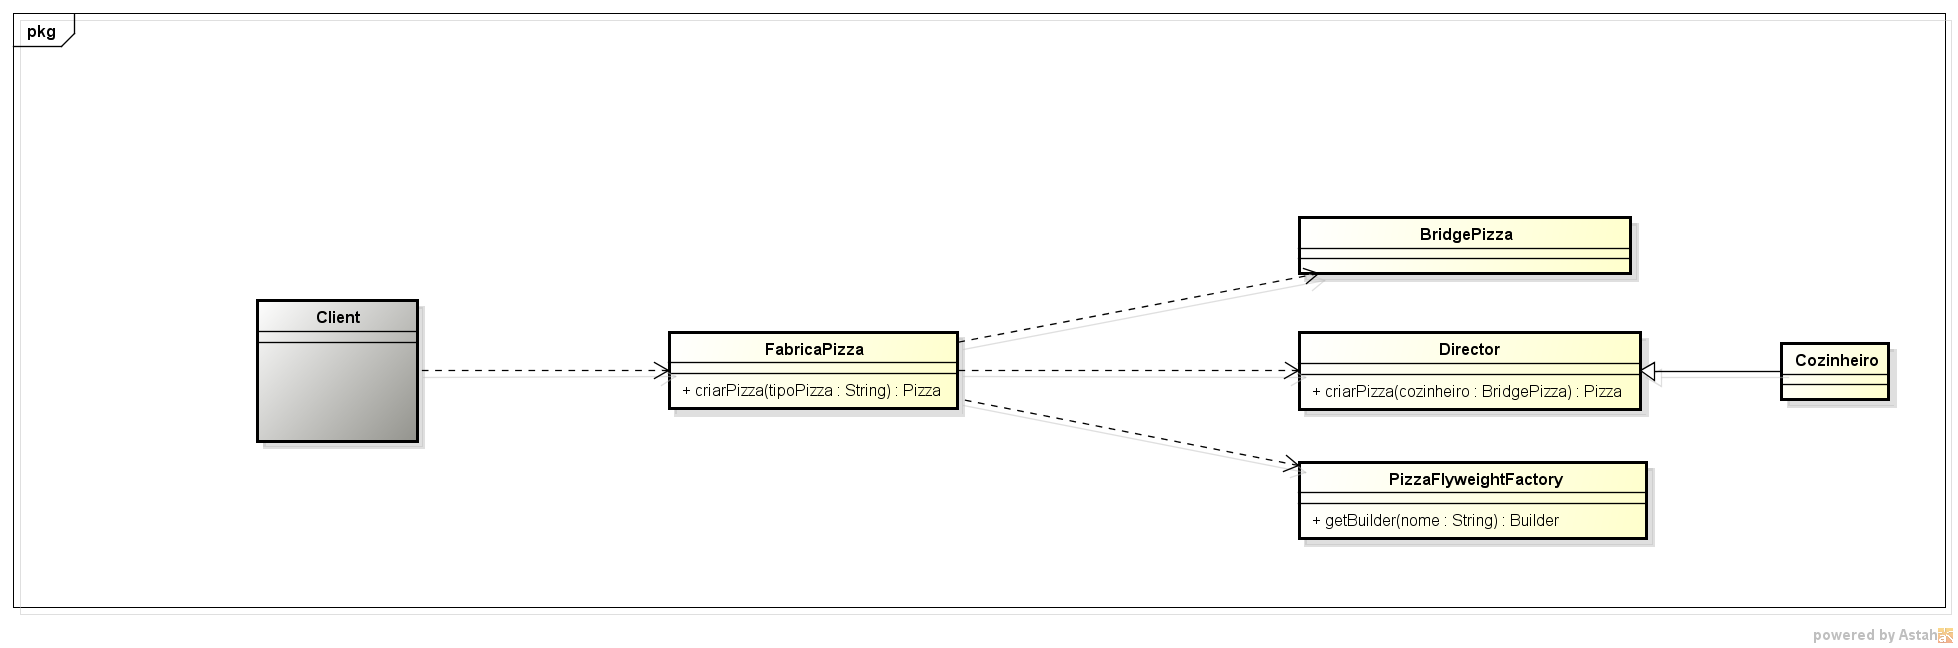 pkg
BridgePizza
Client
FabricaPizza
+ criarPizza(tipoPizza : String) : Pizza
Director
+ criarPizza(cozinheiro : BridgePizza) : Pizza
Cozinheiro
PizzaFlyweightFactory
+ getBuilder(nome : String) : Builder
powered by Astah